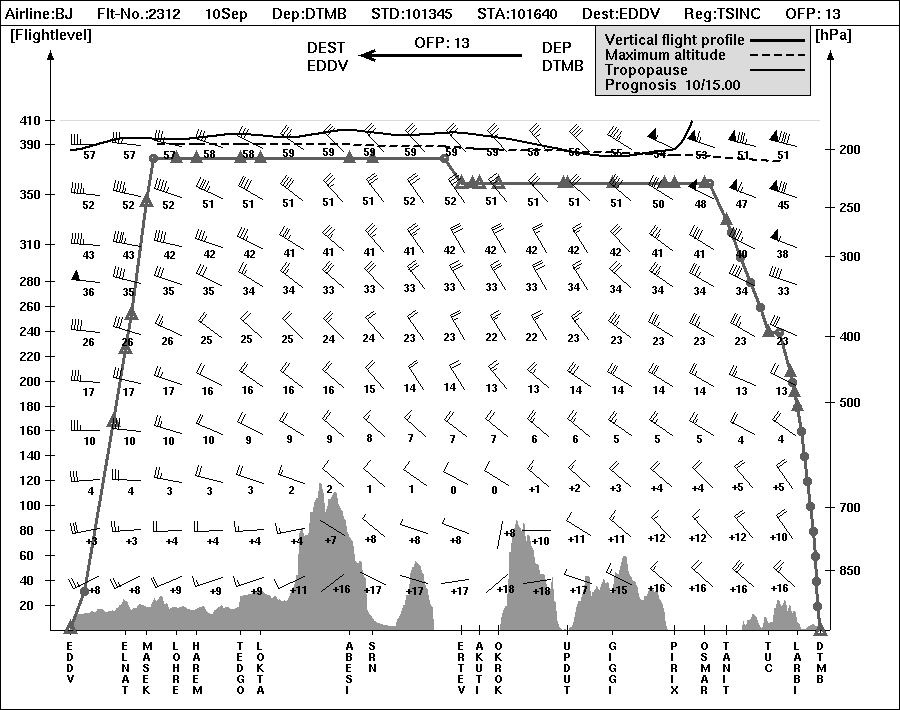 Airline:BJ Flt-No.:2312 10Sep Dep:DTMB STD:101345 STA:101640 Dest:EDDV Reg:TSINC OFP: 13
[Flightlevel]
[hPa]
OFP: 13
DEST
EDDV
DEP
DTMB
Vertical flight profile
Maximum altitude
Tropopause
Prognosis 10/15.00
410
390
57 57 57 58 58 59 59 59 59 59 59 58 56 55 54 53 51 51
200
350
52 52 52 51 51 51 51 51 52 52 51 51 51 51 50 48 47 45
250
310
43 43 42 42 42 41 41 41 41 42 42 42 42 42 41 41 40 38
300
280
36 35 35 35 34 34 33 33 33 33 33 33 34 34 34 34 34 33
260
240
26 26 26 25 25 25 24 24 23 23 22 22 23 23 23 23 23 23
400
220
200
17 17 17 16 16 16 16 15 14 14 13 13 14 14 14 14 13 13
180
500
160
10 10 10 10 9 9 9 8 7 7 7 6 6 5 5 5 4 4
140
120
4 4 3 3 3 2 2 1 1 0 0 +1 +2 +3 +4 +4 +5 +5
100
700
80
+3 +3 +4 +4 +4 +4 +7 +8 +8 +8 +8 +10 +11 +11 +12 +12 +12 +10
60
850
40
+8 +8 +9 +9 +9 +11 +16 +17 +17 +17 +18 +18 +17 +15 +16 +16 +16 +16
20
EDDV
ELNAT
MASEK
LOHRE
HAREM
TEDGO
LOKTA
ABESI
SRN
ERTEV
AKUTI
OKROK
UPDUT
GIGGI
PIRIX
OSMAR
TANIT
TUC
LARBI
DTMB